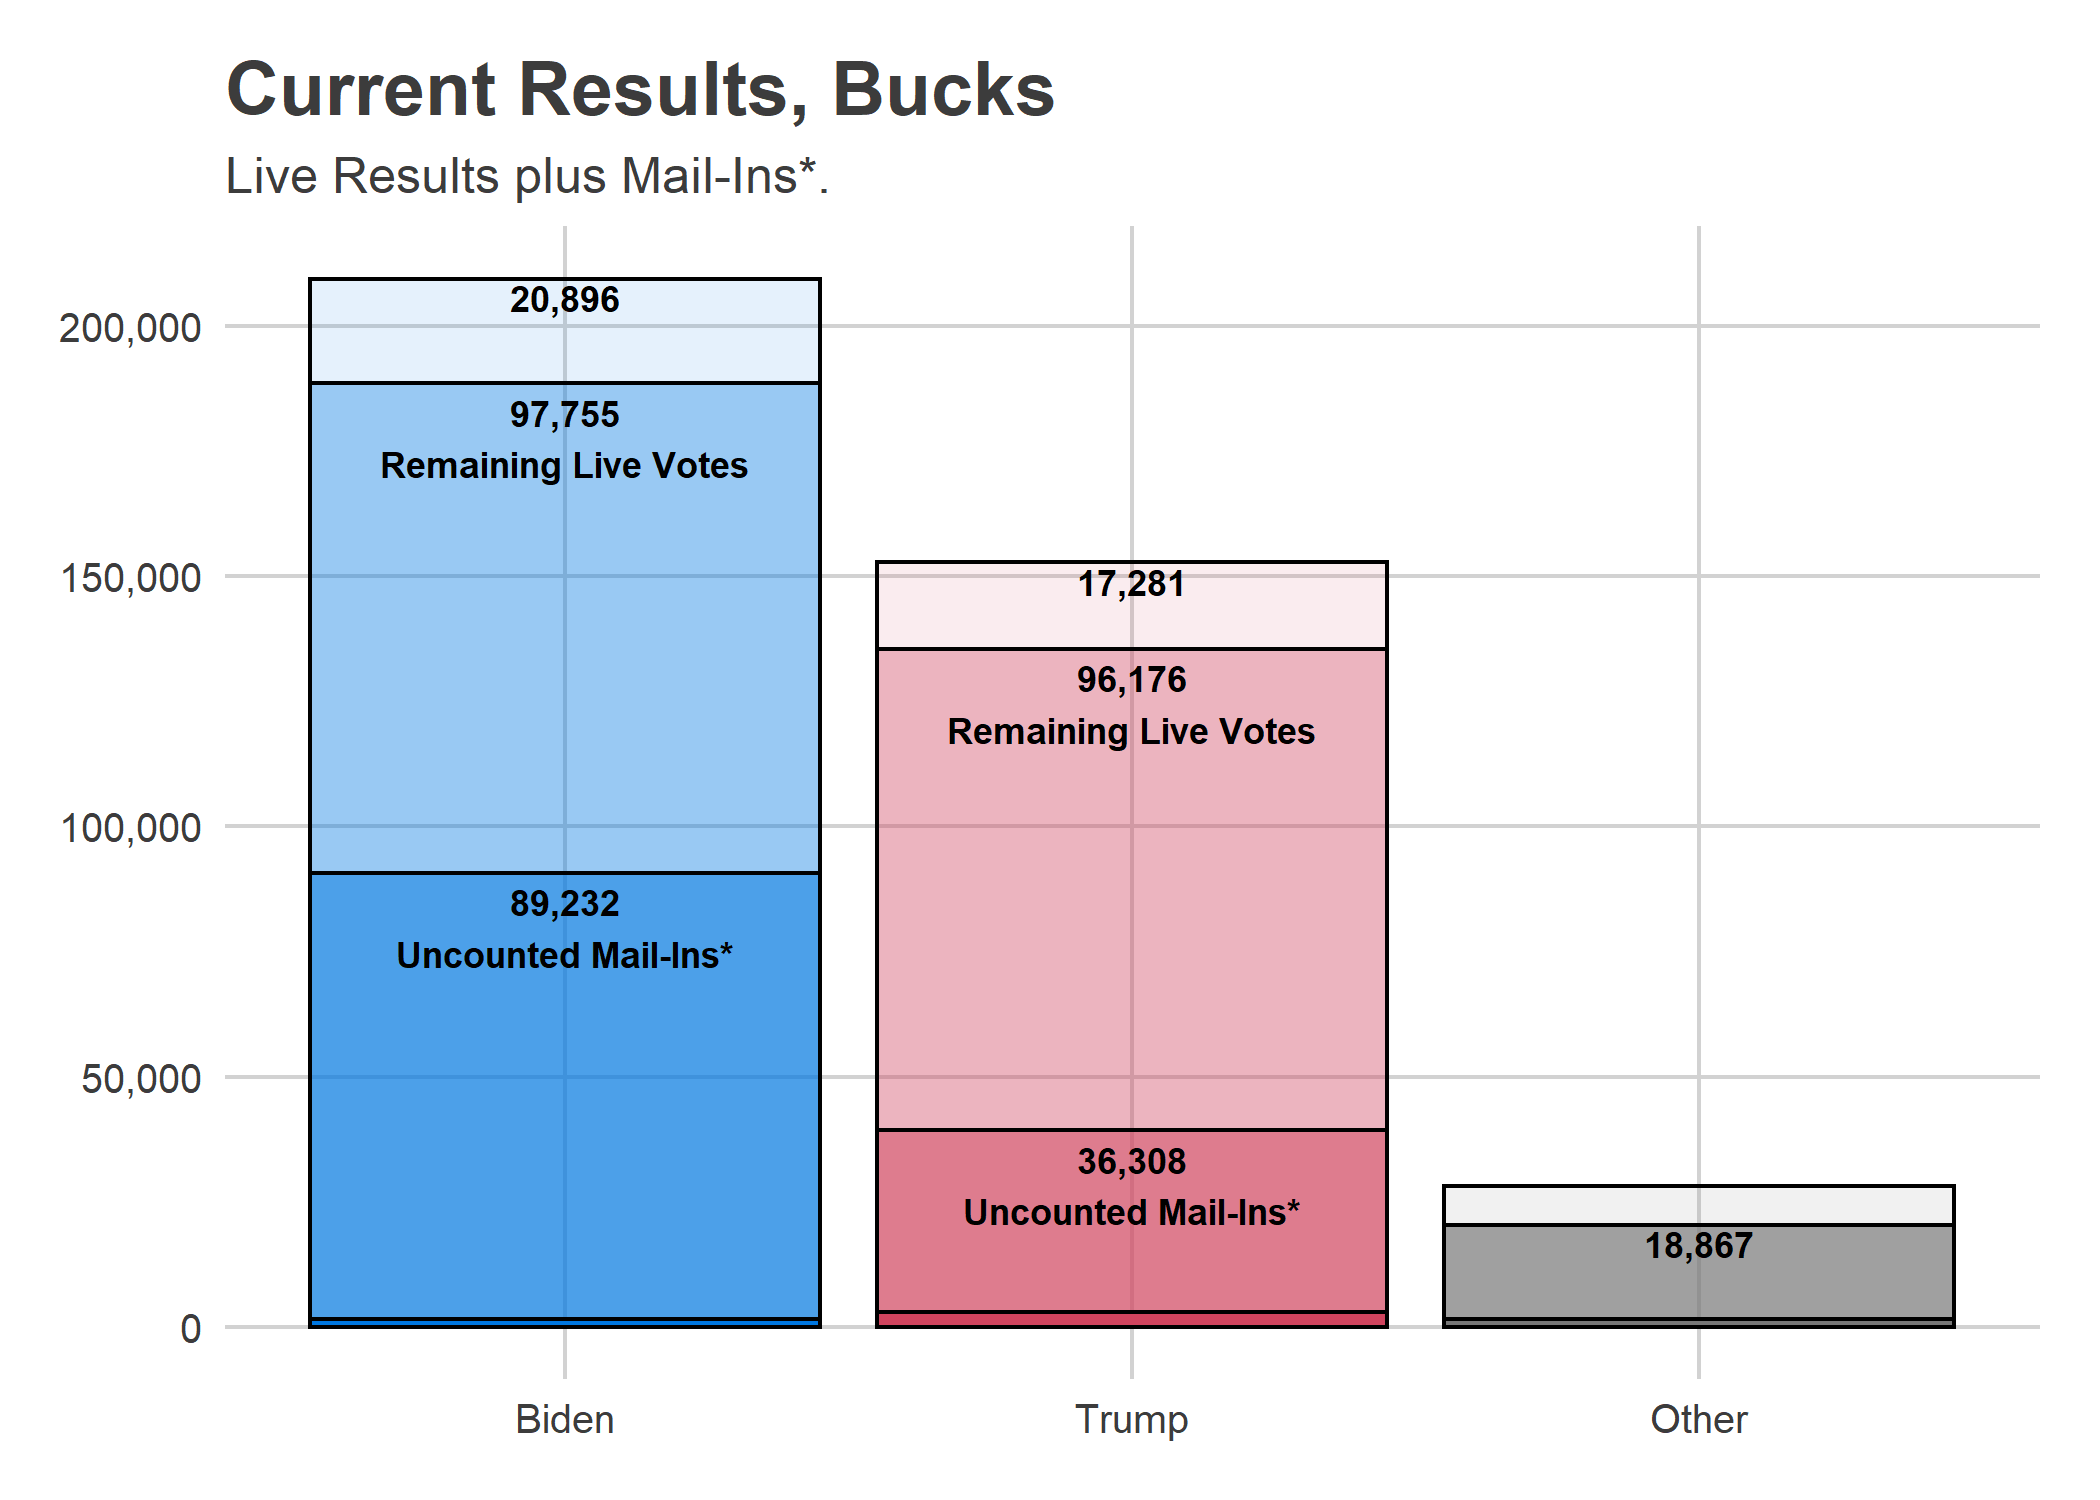 Current Results, Bucks
Live Results plus Mail-Ins*.
200,000
150,000
100,000
50,000
0
20,896
97,755
Remaining Live Votes
89,232
Uncounted Mail-Ins*
17,281
96,176
Remaining Live Votes
36,308
Uncounted Mail-Ins*
18,867
Biden
Trump
Other